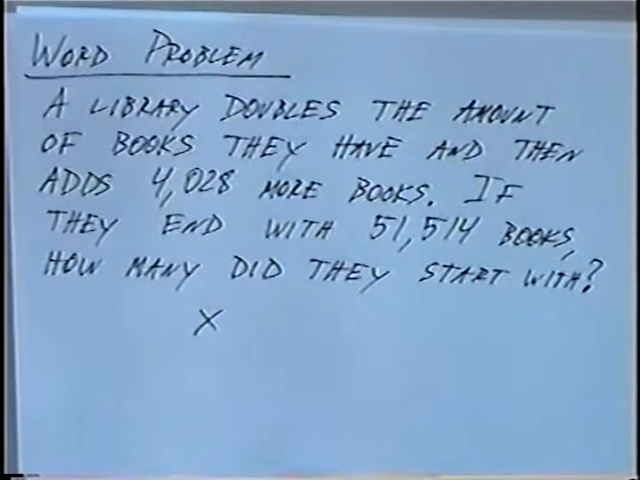 WORD PROBLEM
A LIBRARY DOUBLES THE AMOUNT
OF BOOKS THEY HAVE AND THEN
ADDS 4,028 MORE BOOKS. IF
THEY END WITH 51,514 BOOKS,
HOW MANY DID THEY START WITH?
X